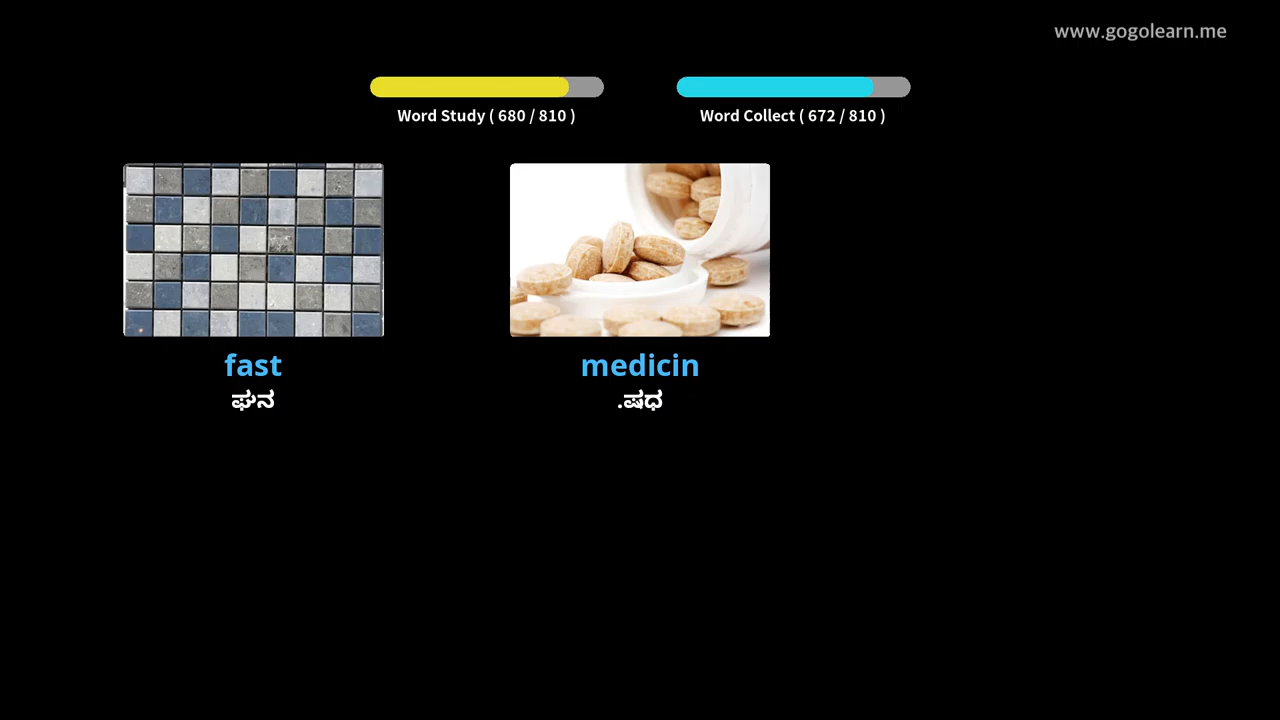 www.gogolearn.me
Word Study ( 680 / 810 )
Word Collect ( 672 / 810 )
fast
ಘನ
medicin
.ಷಧ